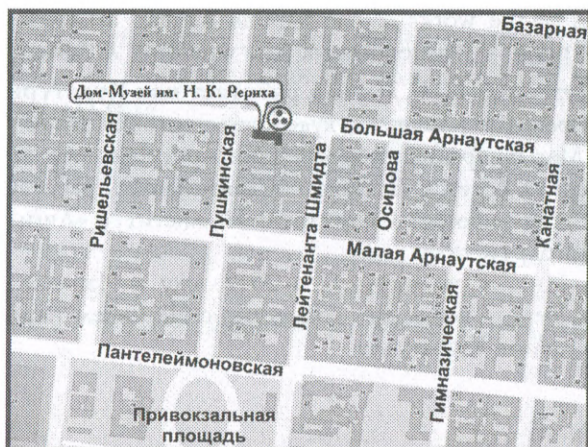 Базарная
Дом-Музей им. Н. К. Рериха
Большая Арнаутская
Ришельевская
Пушкинская
Лейтенанта Шмидта
Осипова
Канатная
Малая Арнаутская
Гимназическая
Пантелеймоновская
Привокзальная
площадь